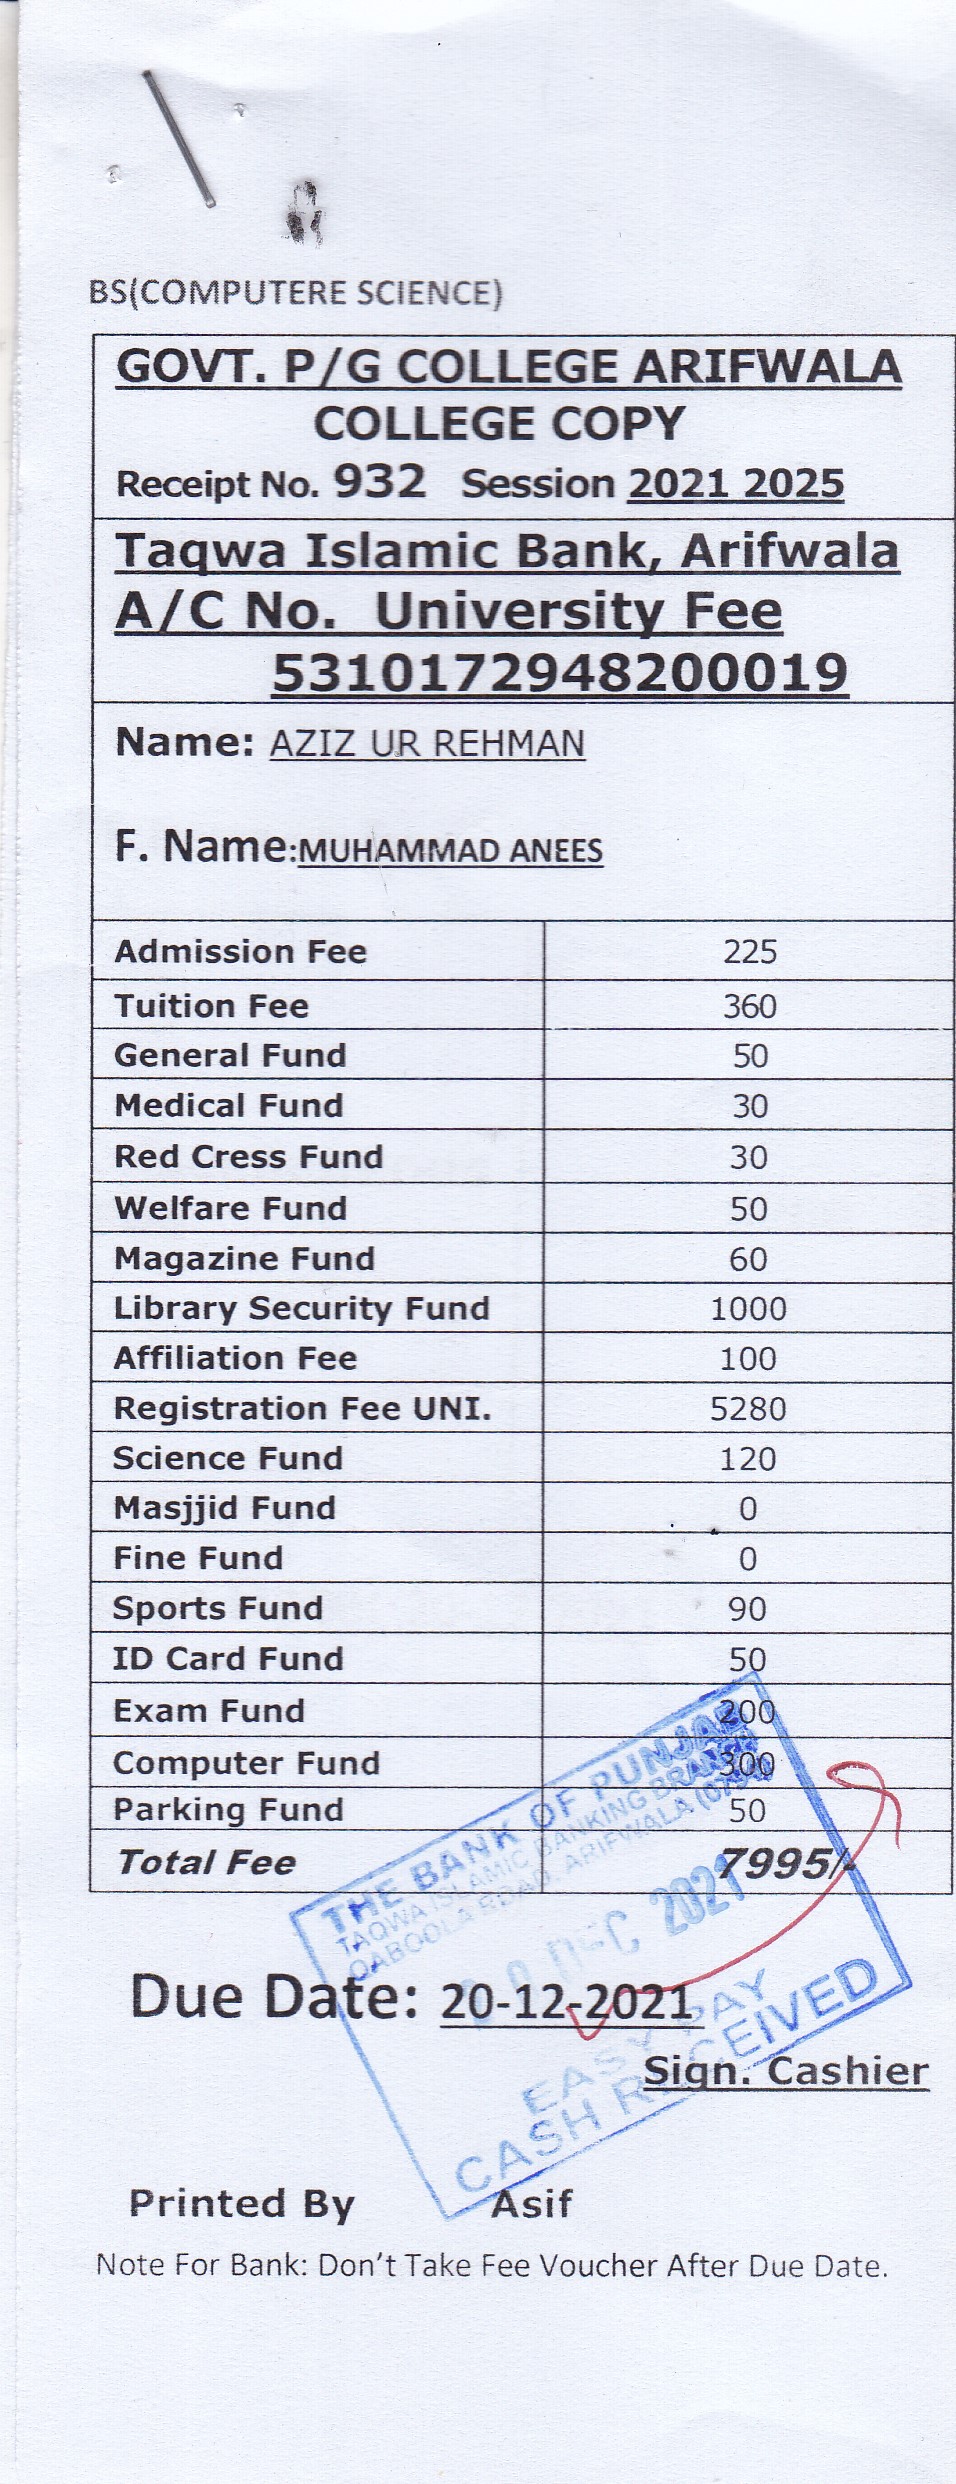 BS(COMPUTERE SCIENCE)
GOVT. P/G COLLEGE ARIFWALA
COLLEGE COPY
Receipt No. 932 Session 2021 2025
Taqwa Islamic Bank, Arifwala
A/C No. University Fee
5310172948200019
Name: AZIZ UR REHMAN
F. Name:MUHAMMAD ANEES
Admission Fee 225
Tuition Fee 360
General Fund 50
Medical Fund 30
Red Cress Fund 30
Welfare Fund 50
Magazine Fund 60
Library Security Fund 1000
Affiliation Fee 100
Registration Fee UNI. 5280
Science Fund 120
Masjjid Fund 0
Fine Fund 0
Sports Fund 90
ID Card Fund 50
Exam Fund 200
Computer Fund 300
Parking Fund 50
Total Fee 7995/-
THE BANK OF PUNJAB
TAQWA ISLAMIC BANKING BRANCH
QABOOLA ROAD, ARIFWALA
DEC 2021
EASY PAY
CASH RECEIVED
Due Date: 20-12-2021
Sign. Cashier
Printed By Asif
Note For Bank: Don't Take Fee Voucher After Due Date.